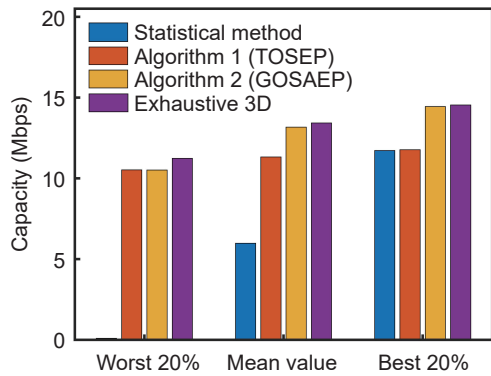 20
15
10
5
0
Capacity (Mbps)
Statistical method
Algorithm 1 (TOSEP)
Algorithm 2 (GOSAEP)
Exhaustive 3D
Worst 20%
Mean value
Best 20%